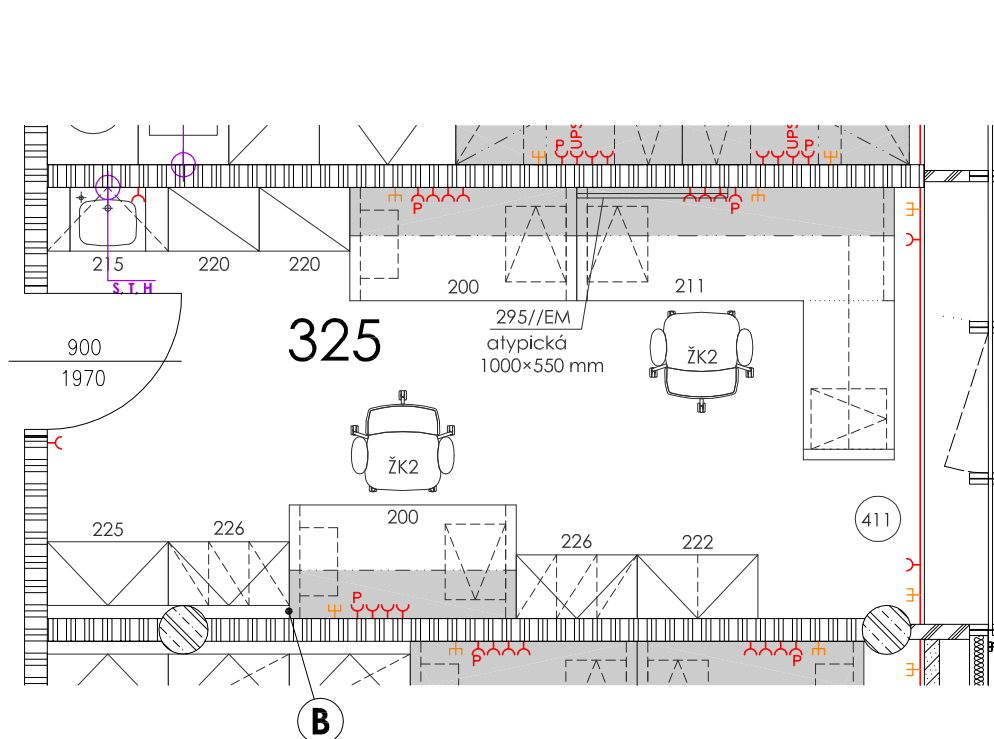 UPS
UPS
P
P
P
P
215
220
220
200
211
S, T, H
295//EM
atypická
1000×550 mm
325
ŽK2
900
1970
ŽK2
200
411
225
226
226
222
P
P
P
B